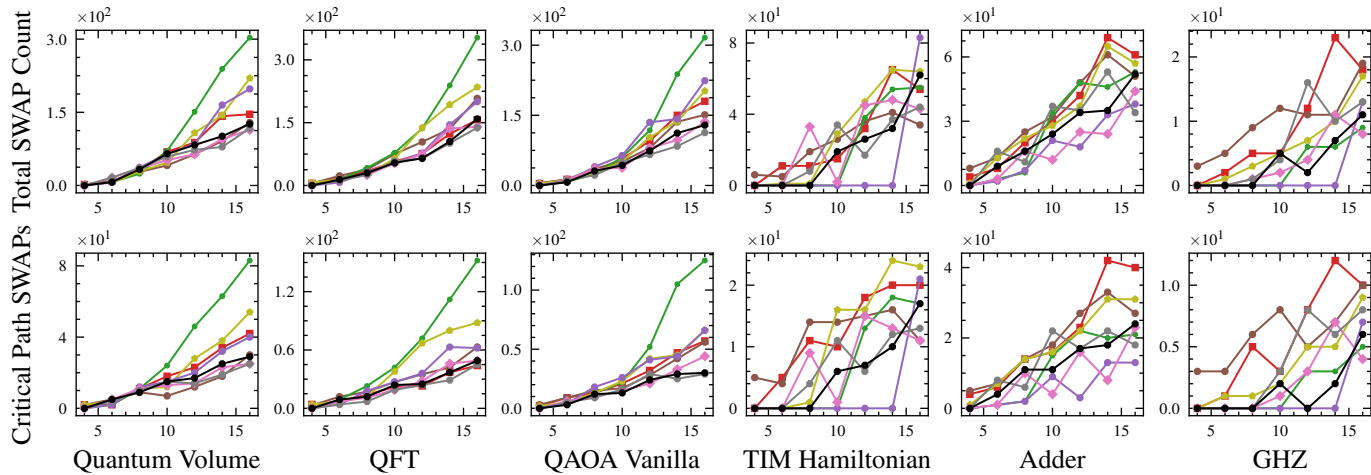 ×10² ×10² ×10² ×10¹ ×10¹ ×10¹
Total SWAP Count
3.0 1.5 0.0
3.0 1.5 0.0
3.0 1.5 0.0
8 4 0
6 3 0
2 1 0
5 10 15 5 10 15 5 10 15 5 10 15 5 10 15 5 10 15
×10¹ ×10² ×10² ×10¹ ×10¹ ×10¹
Critical Path SWAPs
8 4 0
1.2 0.6 0.0
1.0 0.5 0.0
2 1 0
4 2 0
1.0 0.5 0.0
5 10 15 5 10 15 5 10 15 5 10 15 5 10 15 5 10 15
Quantum Volume QFT QAOA Vanilla TIM Hamiltonian Adder GHZ